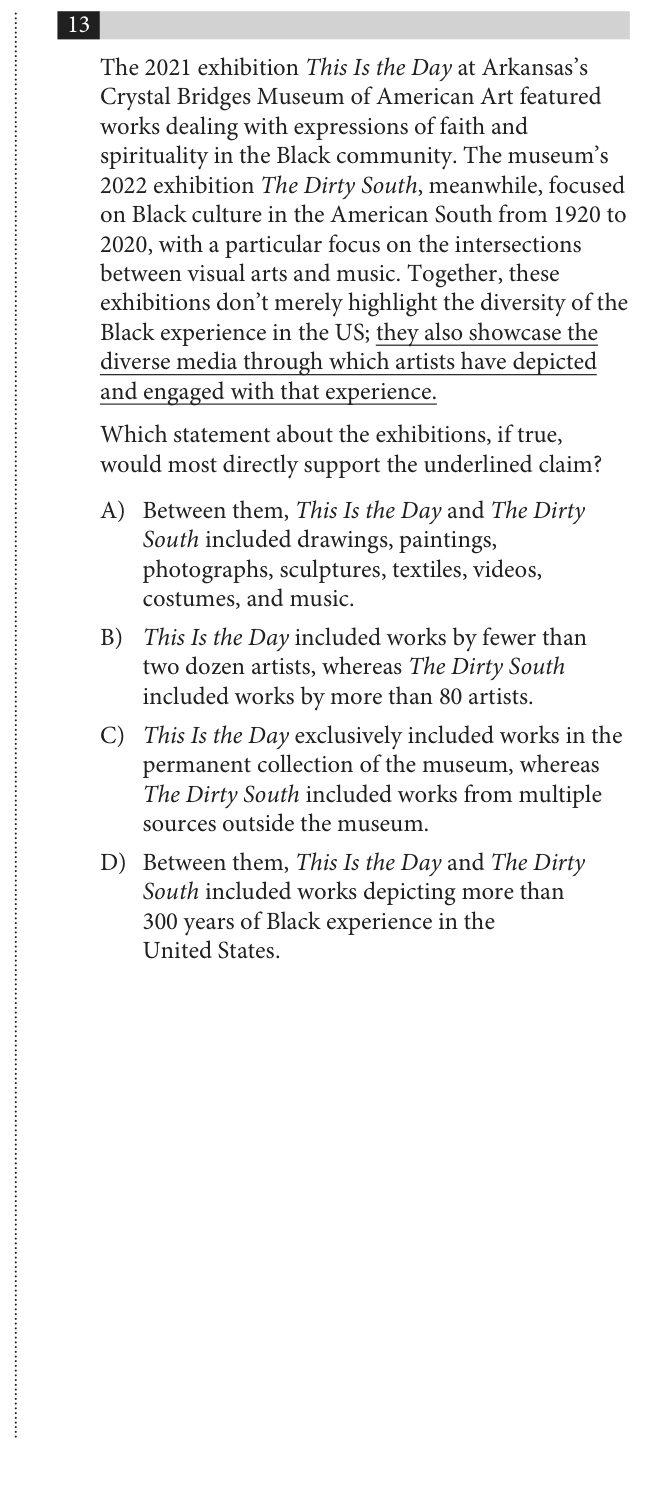 13
The 2021 exhibition This Is the Day at Arkansas’s
Crystal Bridges Museum of American Art featured
works dealing with expressions of faith and
spirituality in the Black community. The museum’s
2022 exhibition The Dirty South, meanwhile, focused
on Black culture in the American South from 1920 to
2020, with a particular focus on the intersections
between visual arts and music. Together, these
exhibitions don’t merely highlight the diversity of the
Black experience in the US; they also showcase the
diverse media through which artists have depicted
and engaged with that experience.
Which statement about the exhibitions, if true,
would most directly support the underlined claim?
A) Between them, This Is the Day and The Dirty
South included drawings, paintings,
photographs, sculptures, textiles, videos,
costumes, and music.
B) This Is the Day included works by fewer than
two dozen artists, whereas The Dirty South
included works by more than 80 artists.
C) This Is the Day exclusively included works in the
permanent collection of the museum, whereas
The Dirty South included works from multiple
sources outside the museum.
D) Between them, This Is the Day and The Dirty
South included works depicting more than
300 years of Black experience in the
United States.